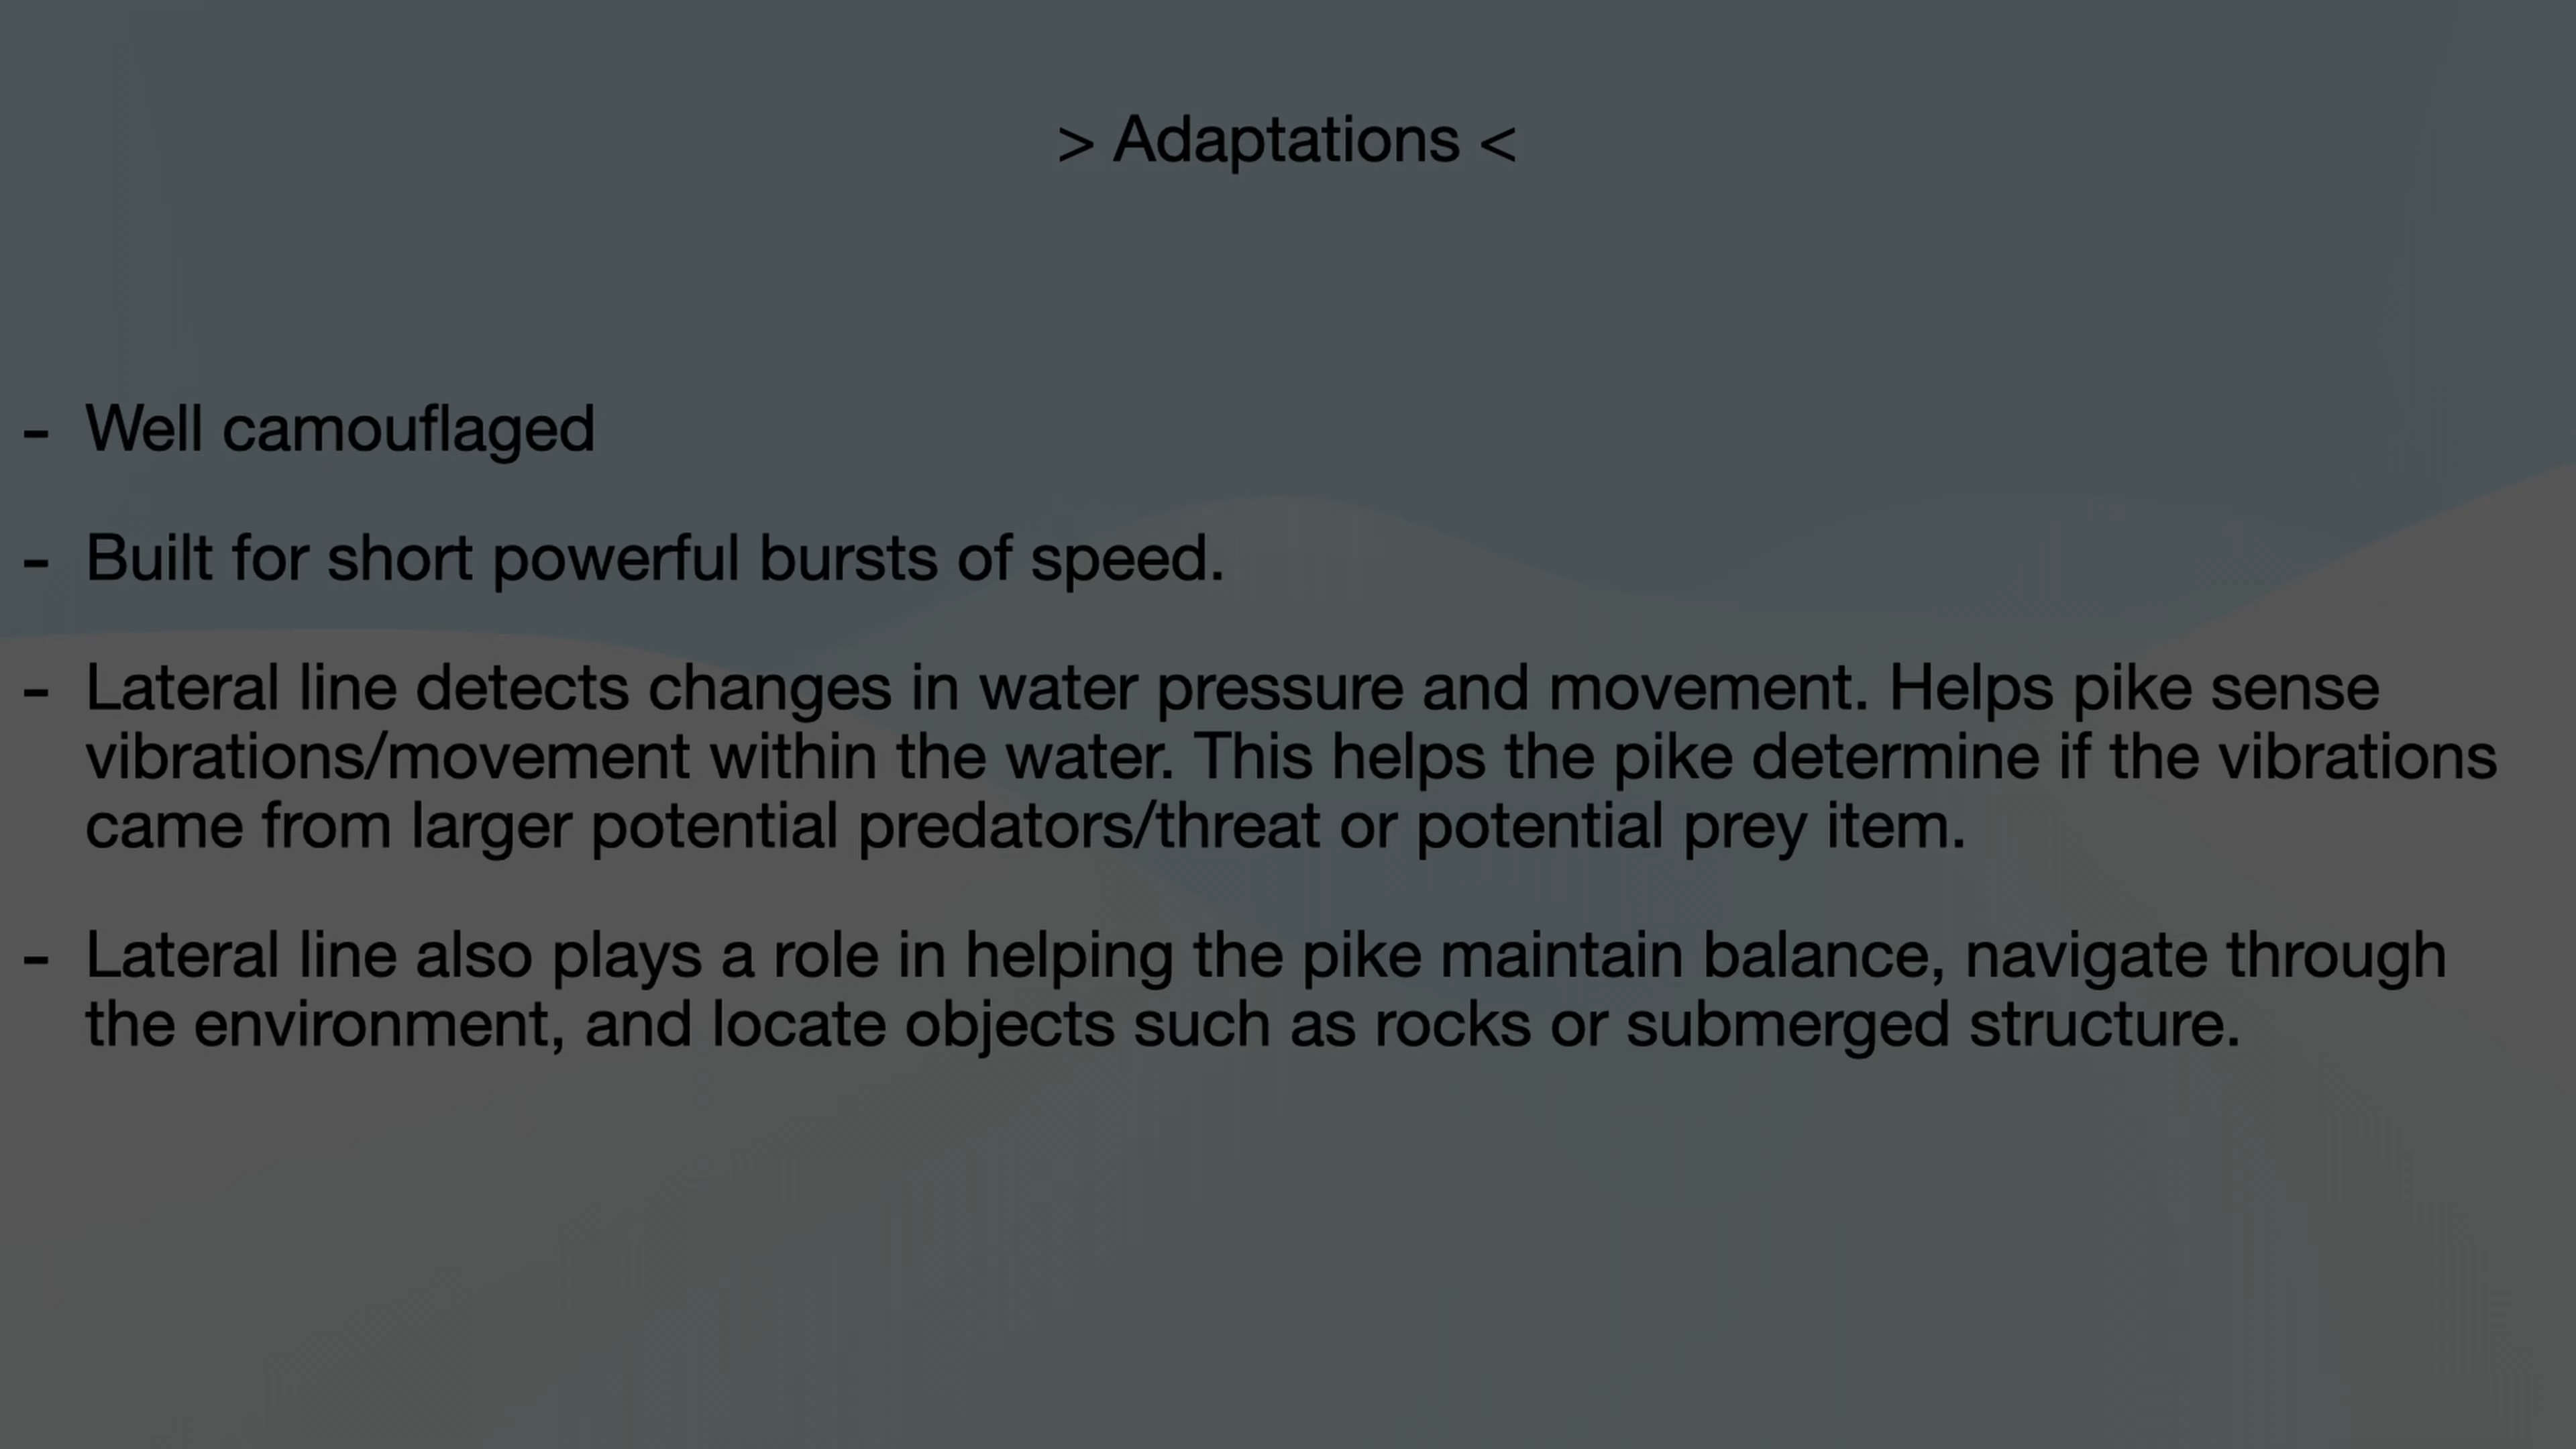 > Adaptations <
- Well camouflaged
- Built for short powerful bursts of speed.
- Lateral line detects changes in water pressure and movement. Helps pike sense
vibrations/movement within the water. This helps the pike determine if the vibrations
came from larger potential predators/threat or potential prey item.
- Lateral line also plays a role in helping the pike maintain balance, navigate through
the environment, and locate objects such as rocks or submerged structure.